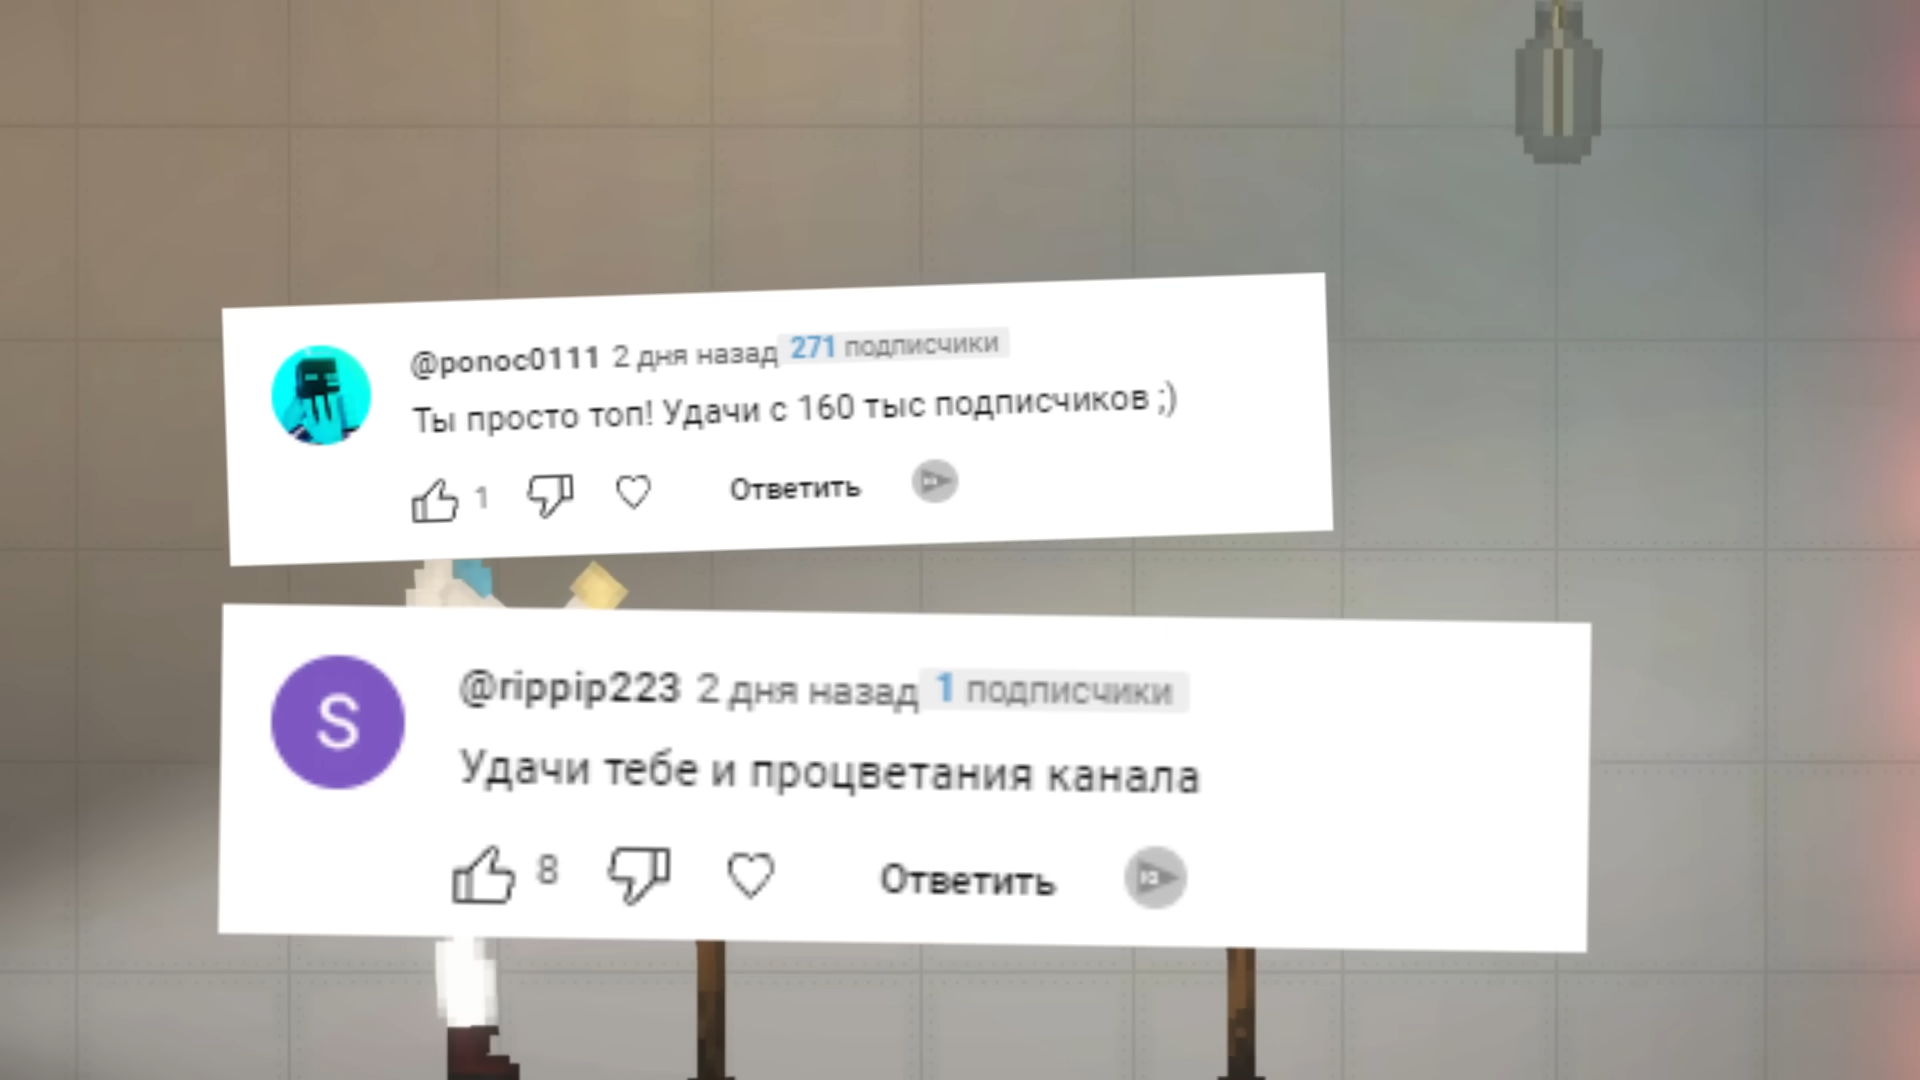 @ponoc0111 2 дня назад 271 подписчики
Ты просто топ! Удачи с 160 тыс подписчиков ;)
1 Ответить
S
@rippip223 2 дня назад 1 подписчики
Удачи тебе и процветания канала
8 Ответить